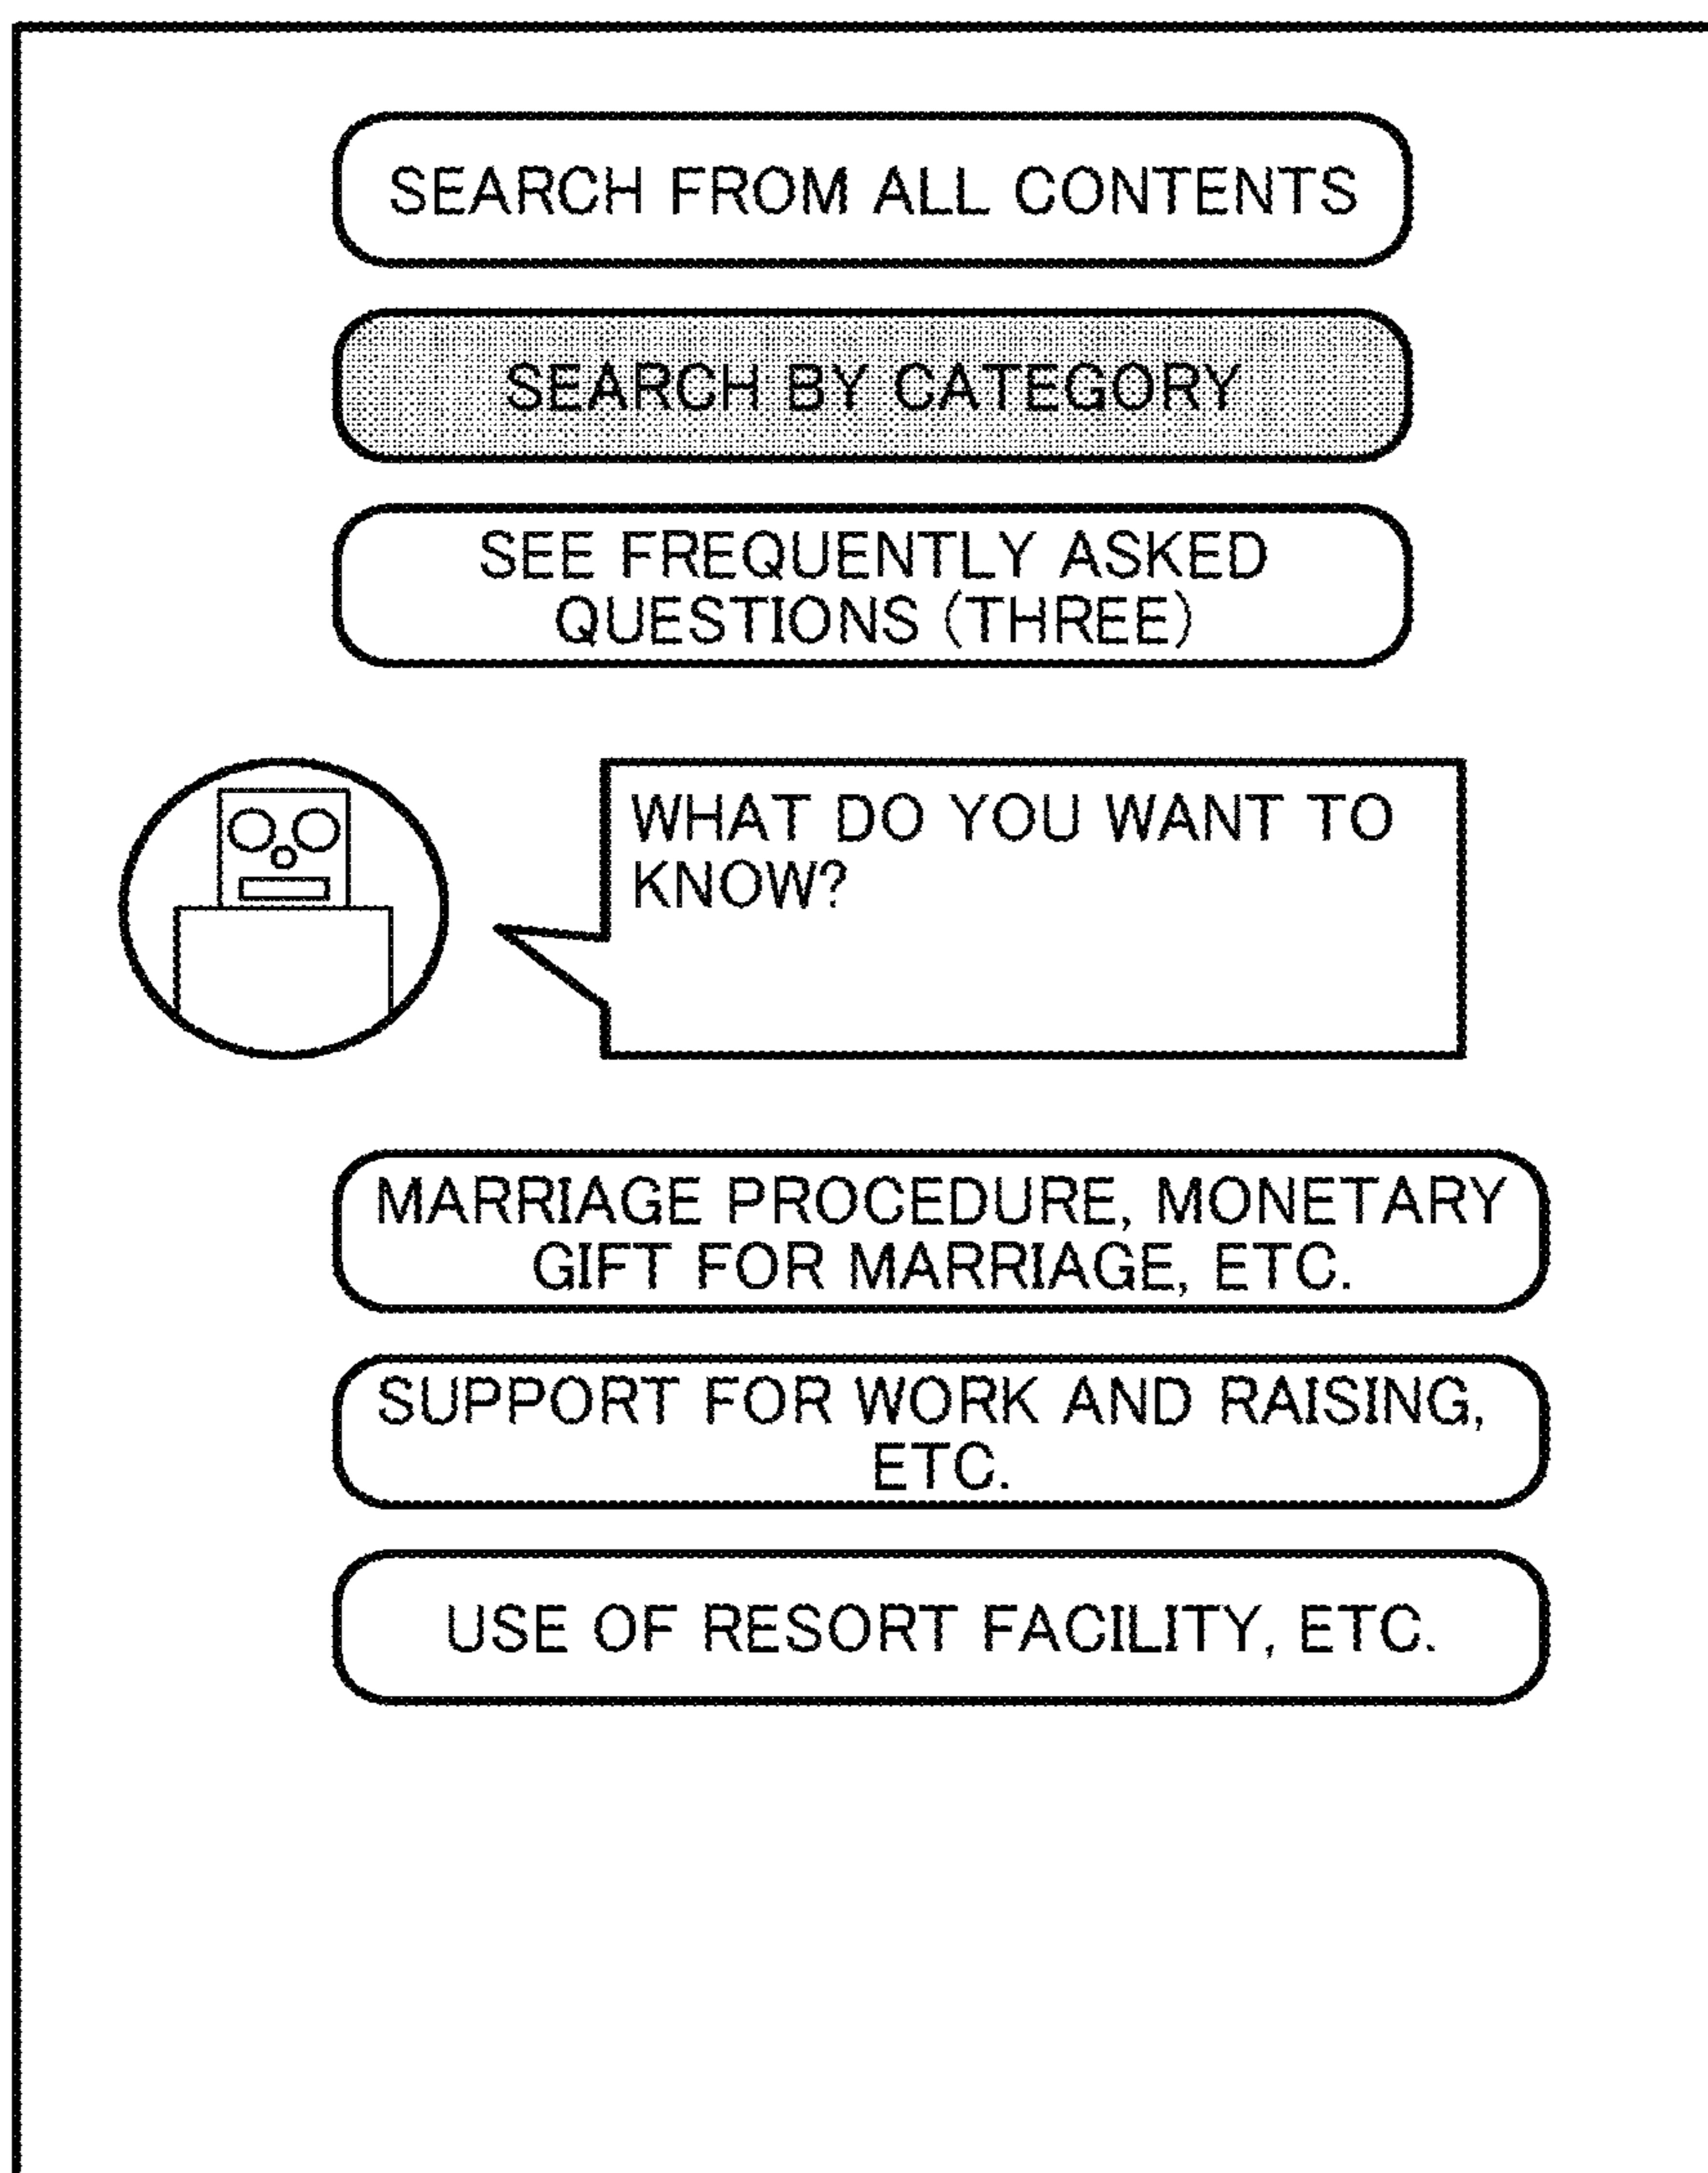 SEARCH FROM ALL CONTENTS
SEARCH BY CATEGORY
SEE FREQUENTLY ASKED
QUESTIONS (THREE)
WHAT DO YOU WANT TO
KNOW?
MARRIAGE PROCEDURE, MONETARY
GIFT FOR MARRIAGE, ETC.
SUPPORT FOR WORK AND RAISING,
ETC.
USE OF RESORT FACILITY, ETC.